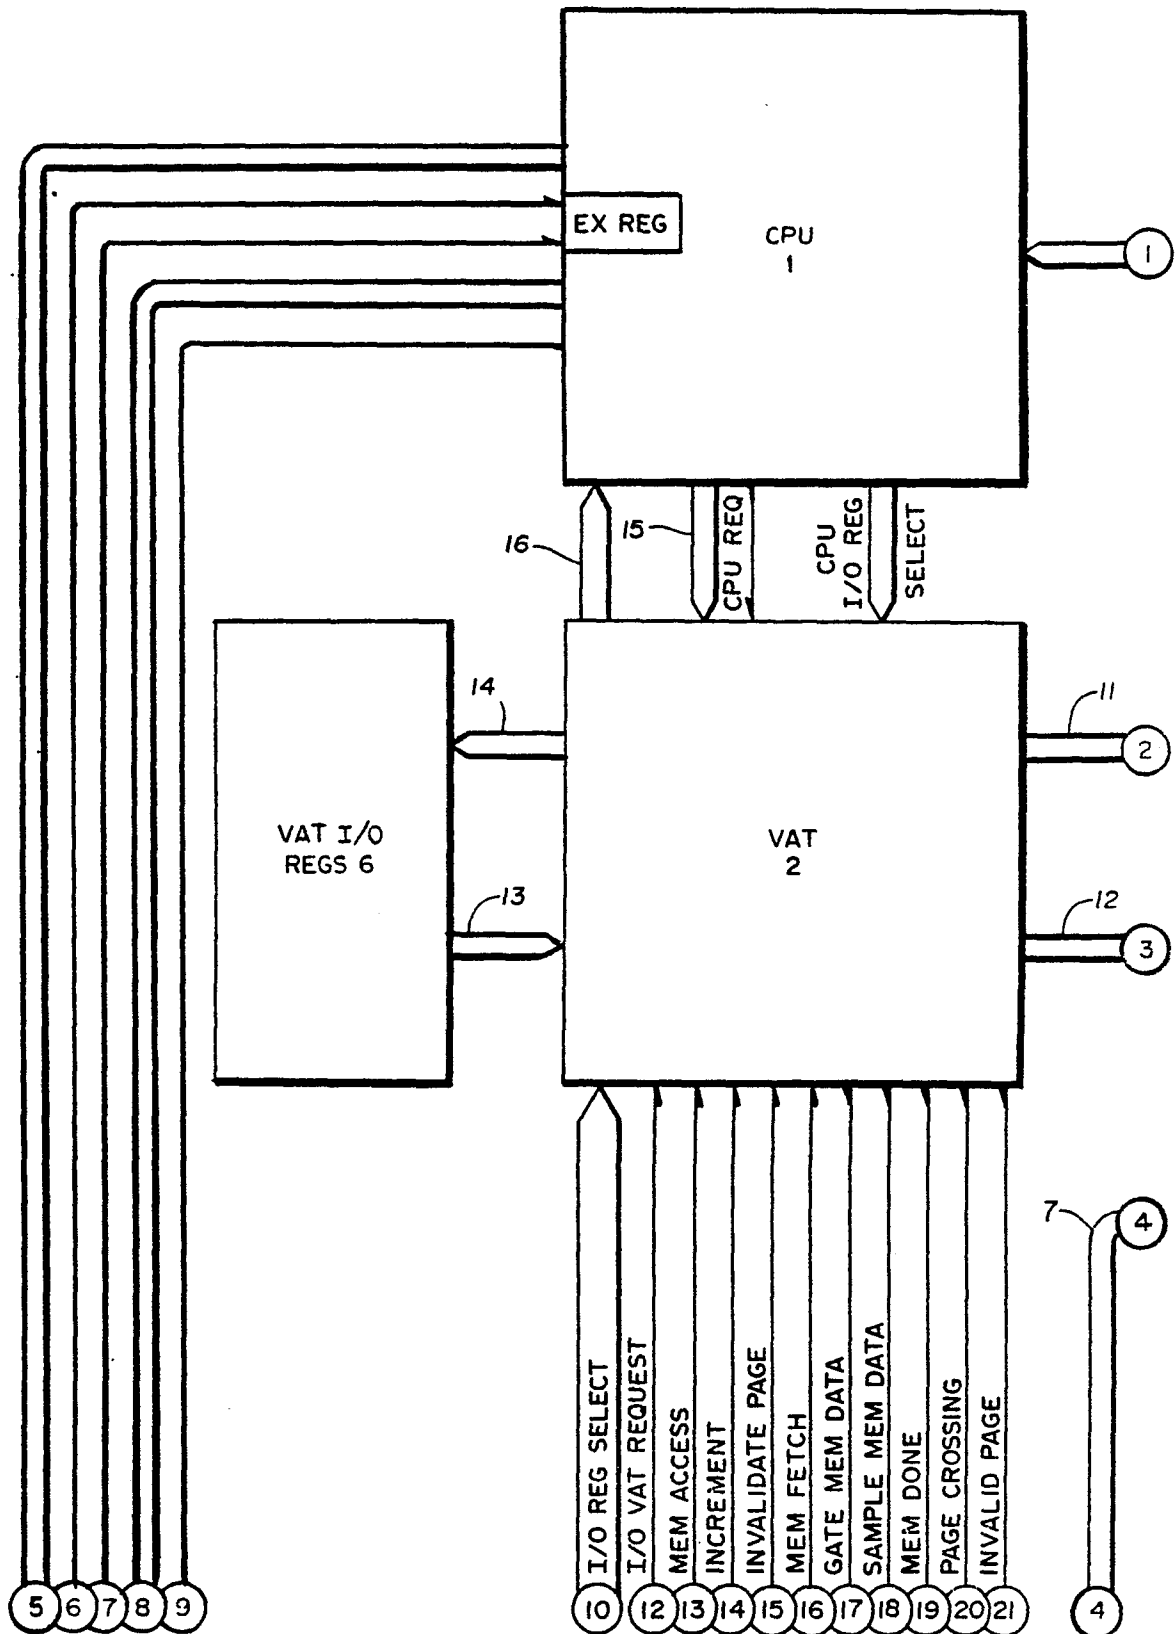 EX REG
CPU
1
1
16
15
CPU REQ
CPU
I/O REG
SELECT
14
11
2
VAT I/O
REGS 6
VAT
2
13
12
3
7
4
I/O REG SELECT
I/O VAT REQUEST
MEM ACCESS
INCREMENT
INVALIDATE PAGE
MEM FETCH
GATE MEM DATA
SAMPLE MEM DATA
MEM DONE
PAGE CROSSING
INVALID PAGE
5 6 7 8 9 10 12 13 14 15 16 17 18 19 20 21 4